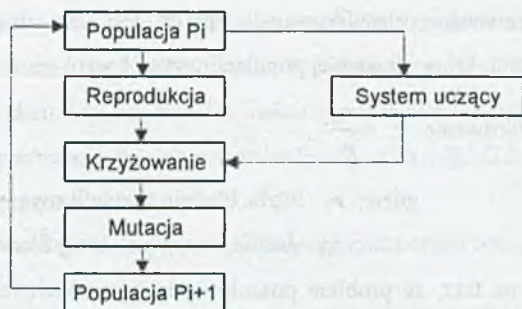 Populacja Pi
Reprodukcja
System uczący
Krzyżowanie
Mutacja
Populacja Pi+1